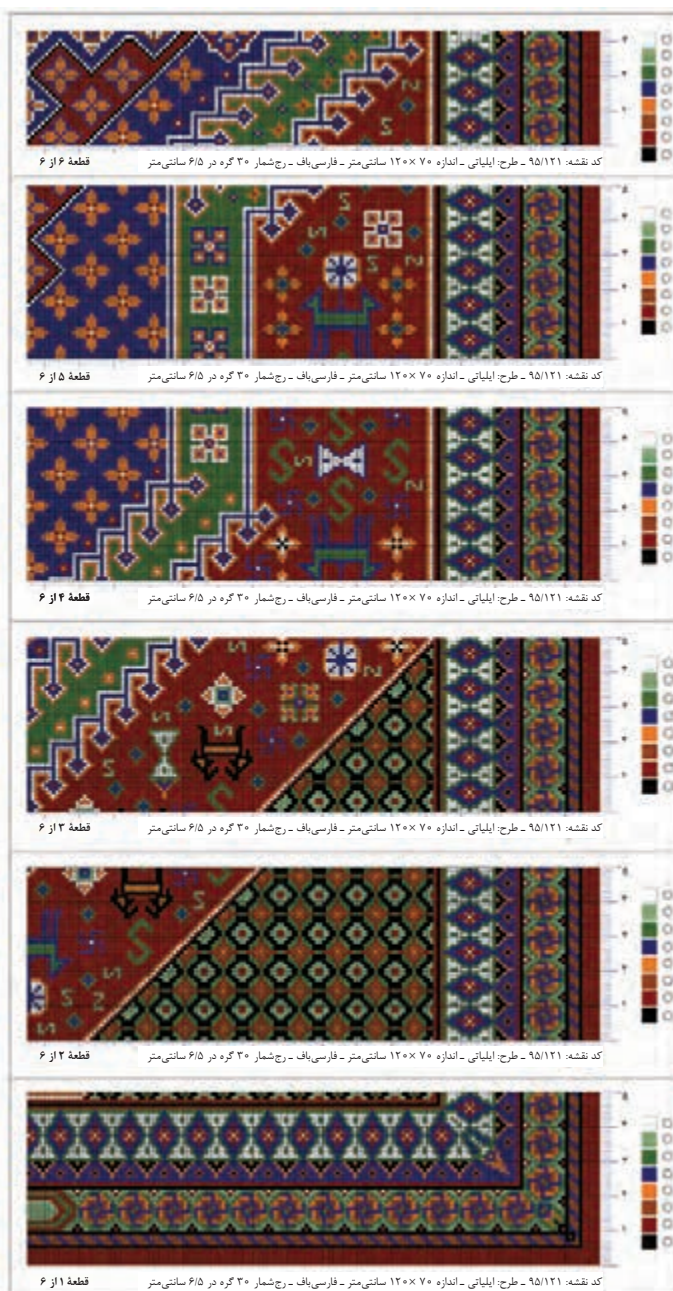 کد نقشه: ۹۵/۱۲۱ ـ طرح: ایلیاتی ـ اندازه ۷۰ ×۱۲۰ سانتی‌متر ـ فارسی‌باف ـ رج‌شمار ۳۰ گره در ۶/۵ سانتی‌متر قطعهٔ ۶ از ۶
کد نقشه: ۹۵/۱۲۱ ـ طرح: ایلیاتی ـ اندازه ۷۰ ×۱۲۰ سانتی‌متر ـ فارسی‌باف ـ رج‌شمار ۳۰ گره در ۶/۵ سانتی‌متر قطعهٔ ۵ از ۶
کد نقشه: ۹۵/۱۲۱ ـ طرح: ایلیاتی ـ اندازه ۷۰ ×۱۲۰ سانتی‌متر ـ فارسی‌باف ـ رج‌شمار ۳۰ گره در ۶/۵ سانتی‌متر قطعهٔ ۴ از ۶
کد نقشه: ۹۵/۱۲۱ ـ طرح: ایلیاتی ـ اندازه ۷۰ ×۱۲۰ سانتی‌متر ـ فارسی‌باف ـ رج‌شمار ۳۰ گره در ۶/۵ سانتی‌متر قطعهٔ ۳ از ۶
کد نقشه: ۹۵/۱۲۱ ـ طرح: ایلیاتی ـ اندازه ۷۰ ×۱۲۰ سانتی‌متر ـ فارسی‌باف ـ رج‌شمار ۳۰ گره در ۶/۵ سانتی‌متر قطعهٔ ۲ از ۶
کد نقشه: ۹۵/۱۲۱ ـ طرح: ایلیاتی ـ اندازه ۷۰ ×۱۲۰ سانتی‌متر ـ فارسی‌باف ـ رج‌شمار ۳۰ گره در ۶/۵ سانتی‌متر قطعهٔ ۱ از ۶